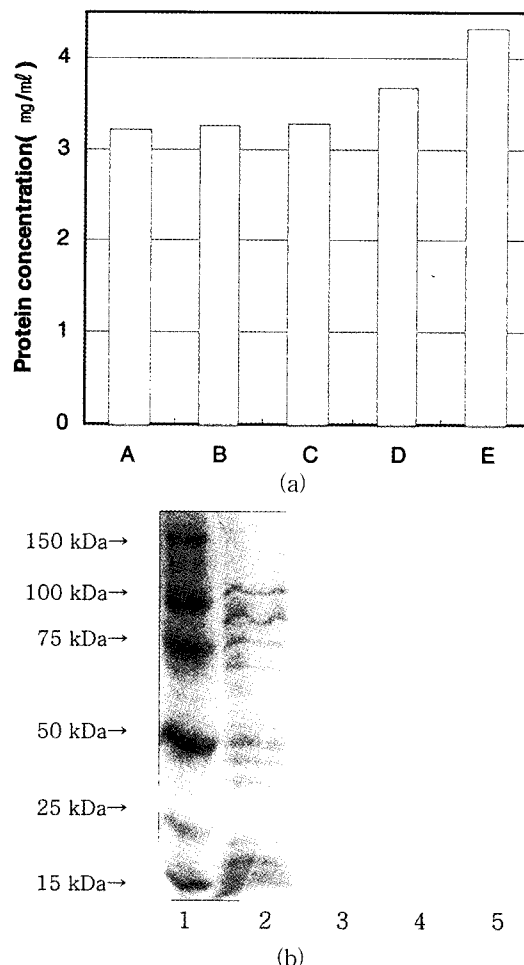 Protein concentration( mg/mℓ)
4
3
2
1
0
A B C D E
(a)
150 kDa→
100 kDa→
75 kDa→
50 kDa→
25 kDa→
15 kDa→
1 2 3 4 5
(b)